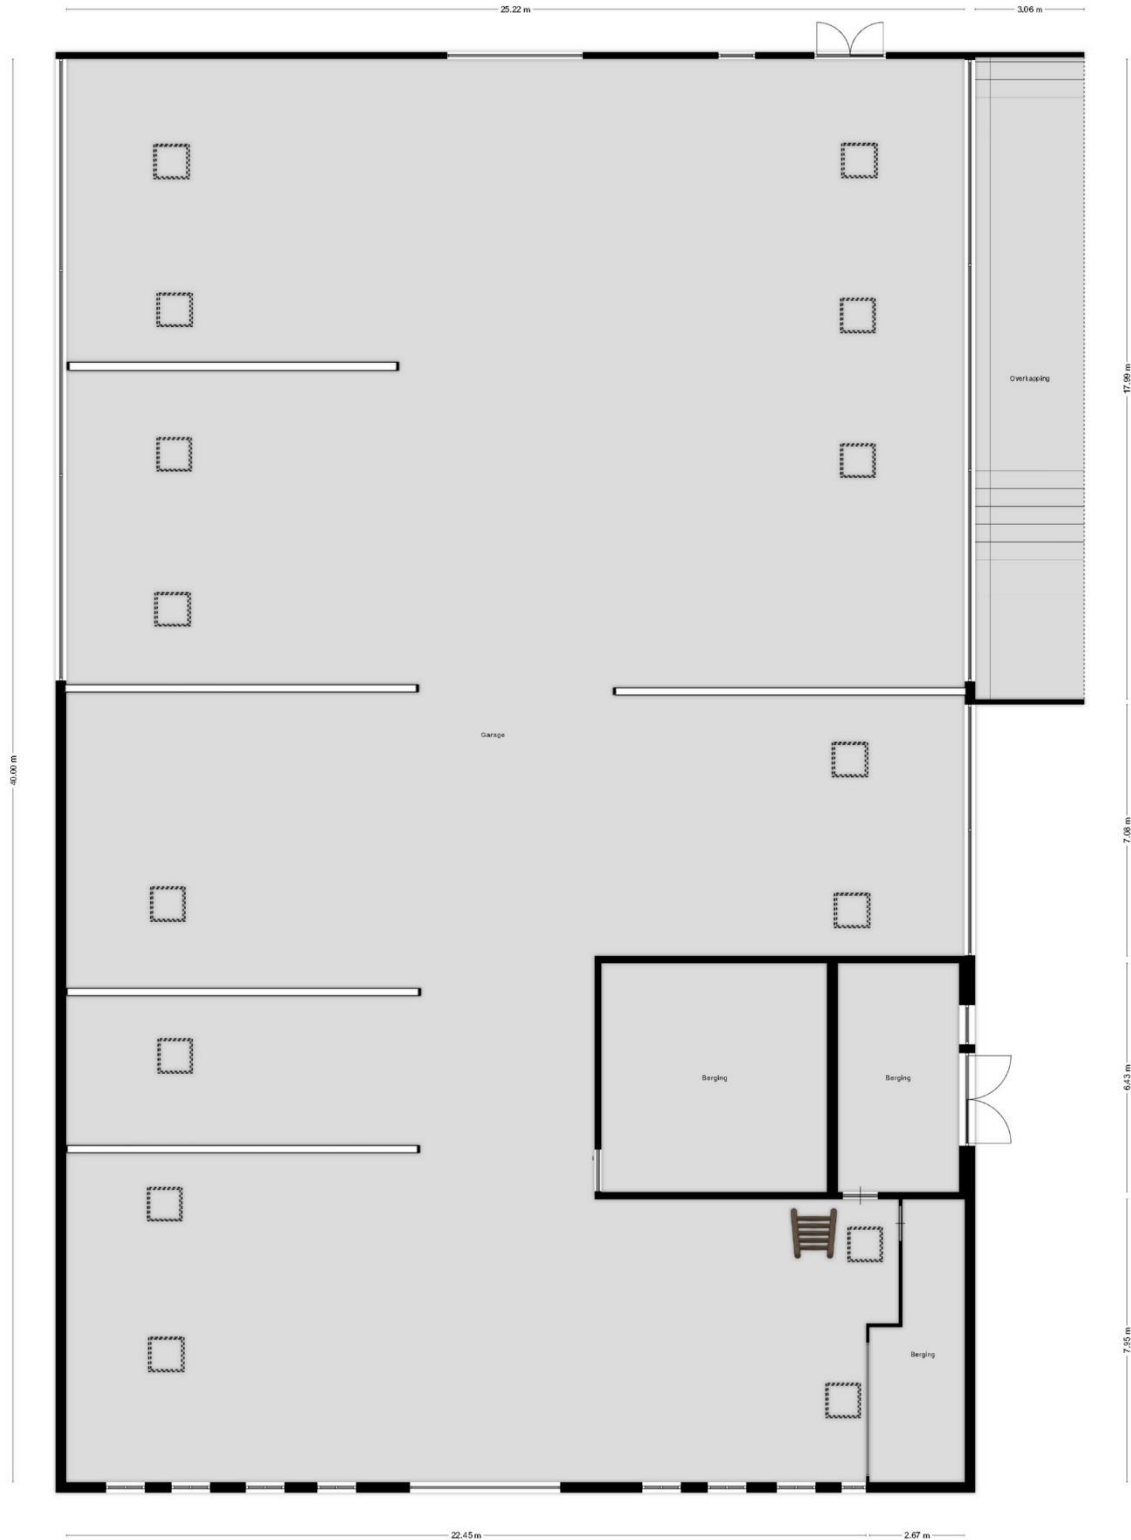 25.22 m
3.06 m
17.99 m
Overkapping
Garage
40.00 m
7.08 m
Berging
Berging
6.43 m
Berging
7.95 m
22.45 m
2.67 m